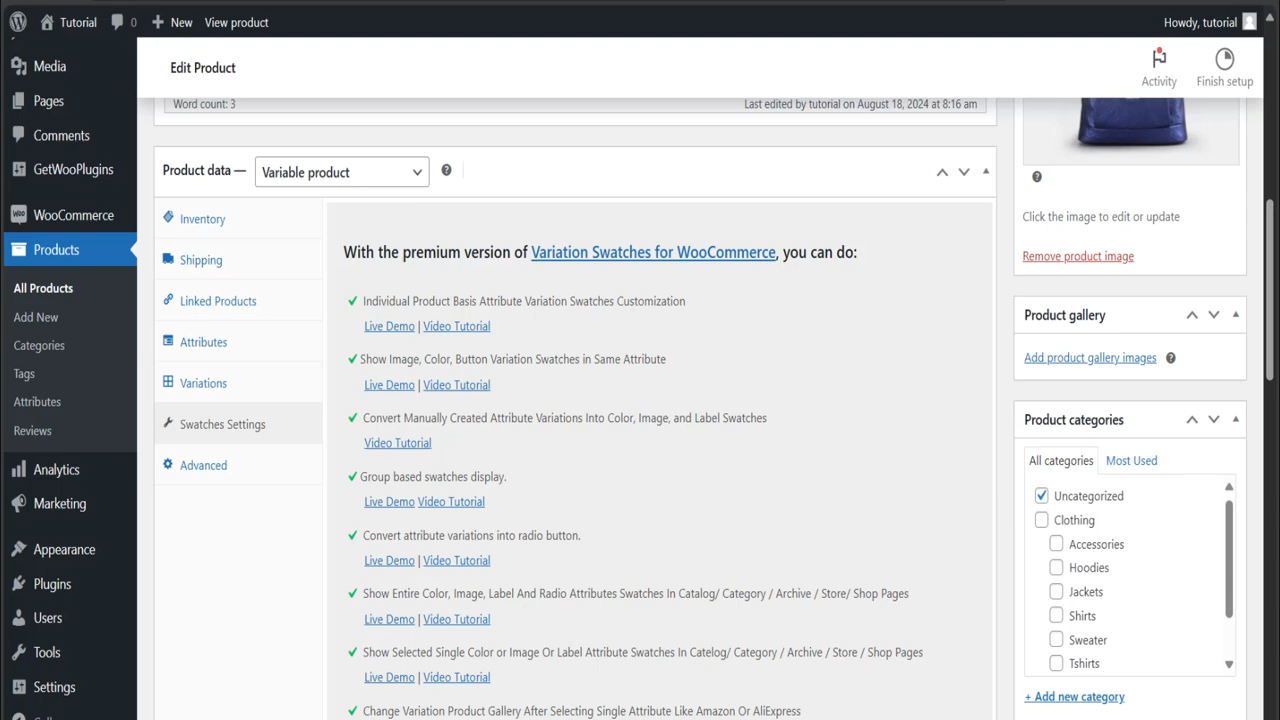 Tutorial 0 New View product Howdy, tutorial
Media
Pages
Comments
GetWooPlugins
WooCommerce
Products
All Products
Add New
Categories
Tags
Attributes
Reviews
Analytics
Marketing
Appearance
Plugins
Users
Tools
Settings
Edit Product
Activity
Finish setup
Word count: 3 Last edited by tutorial on August 18, 2024 at 8:16 am
Product data — Variable product
Inventory
Shipping
Linked Products
Attributes
Variations
Swatches Settings
Advanced
With the premium version of Variation Swatches for WooCommerce, you can do:
Individual Product Basis Attribute Variation Swatches Customization
Live Demo | Video Tutorial
Show Image, Color, Button Variation Swatches in Same Attribute
Live Demo | Video Tutorial
Convert Manually Created Attribute Variations Into Color, Image, and Label Swatches
Video Tutorial
Group based swatches display.
Live Demo Video Tutorial
Convert attribute variations into radio button.
Live Demo | Video Tutorial
Show Entire Color, Image, Label And Radio Attributes Swatches In Catalog/ Category / Archive / Store/ Shop Pages
Live Demo | Video Tutorial
Show Selected Single Color or Image Or Label Attribute Swatches In Catelog/ Category / Archive / Store / Shop Pages
Live Demo | Video Tutorial
Change Variation Product Gallery After Selecting Single Attribute Like Amazon Or AliExpress
Click the image to edit or update
Remove product image
Product gallery
Add product gallery images
Product categories
All categories Most Used
Uncategorized
Clothing
Accessories
Hoodies
Jackets
Shirts
Sweater
Tshirts
+ Add new category